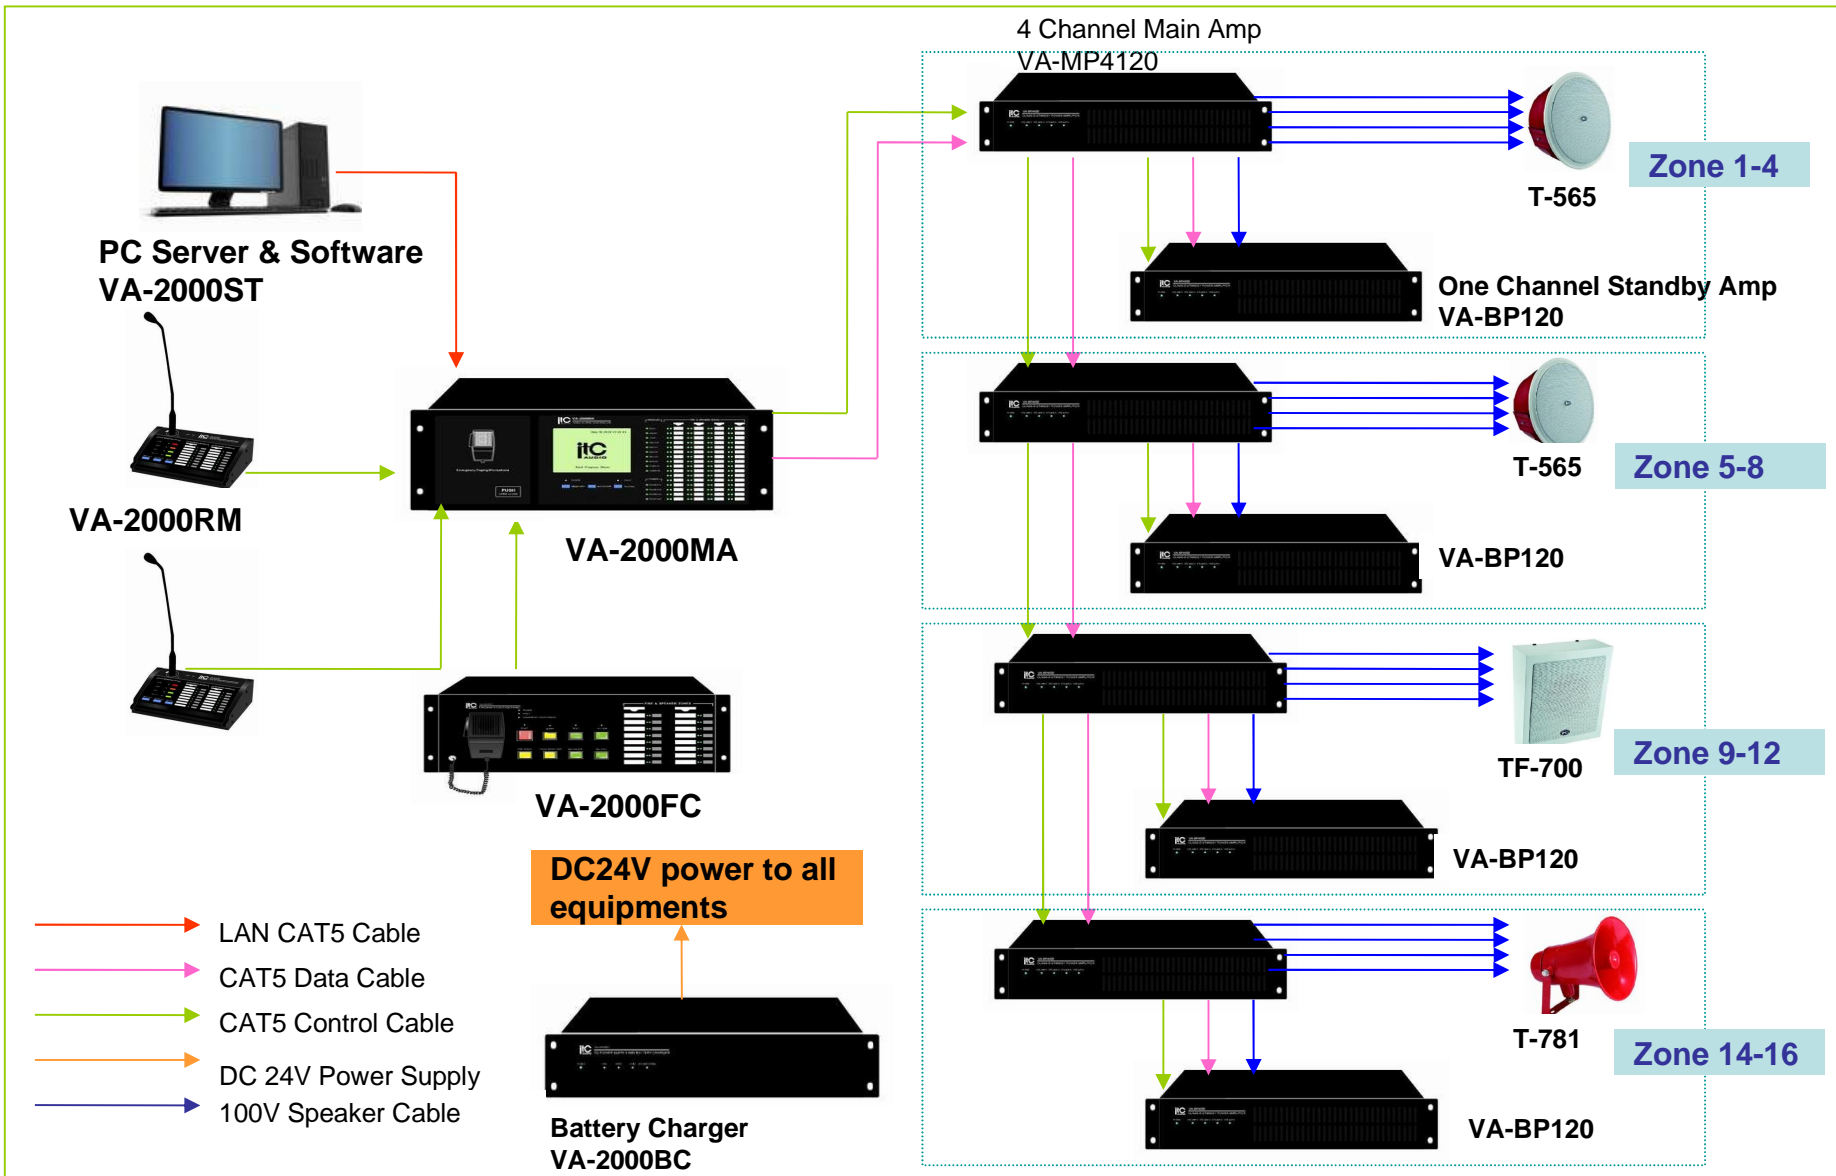 4 Channel Main Amp
VA-MP4120
Zone 1-4
T-565
PC Server & Software
VA-2000ST
One Channel Standby Amp
VA-BP120
itC
AUDIO
PUSH
T-565
Zone 5-8
VA-2000RM
VA-2000MA
VA-BP120
TF-700
Zone 9-12
VA-2000FC
VA-BP120
DC24V power to all
equipments
LAN CAT5 Cable
CAT5 Data Cable
CAT5 Control Cable
DC 24V Power Supply
100V Speaker Cable
T-781
Zone 14-16
Battery Charger
VA-2000BC
VA-BP120